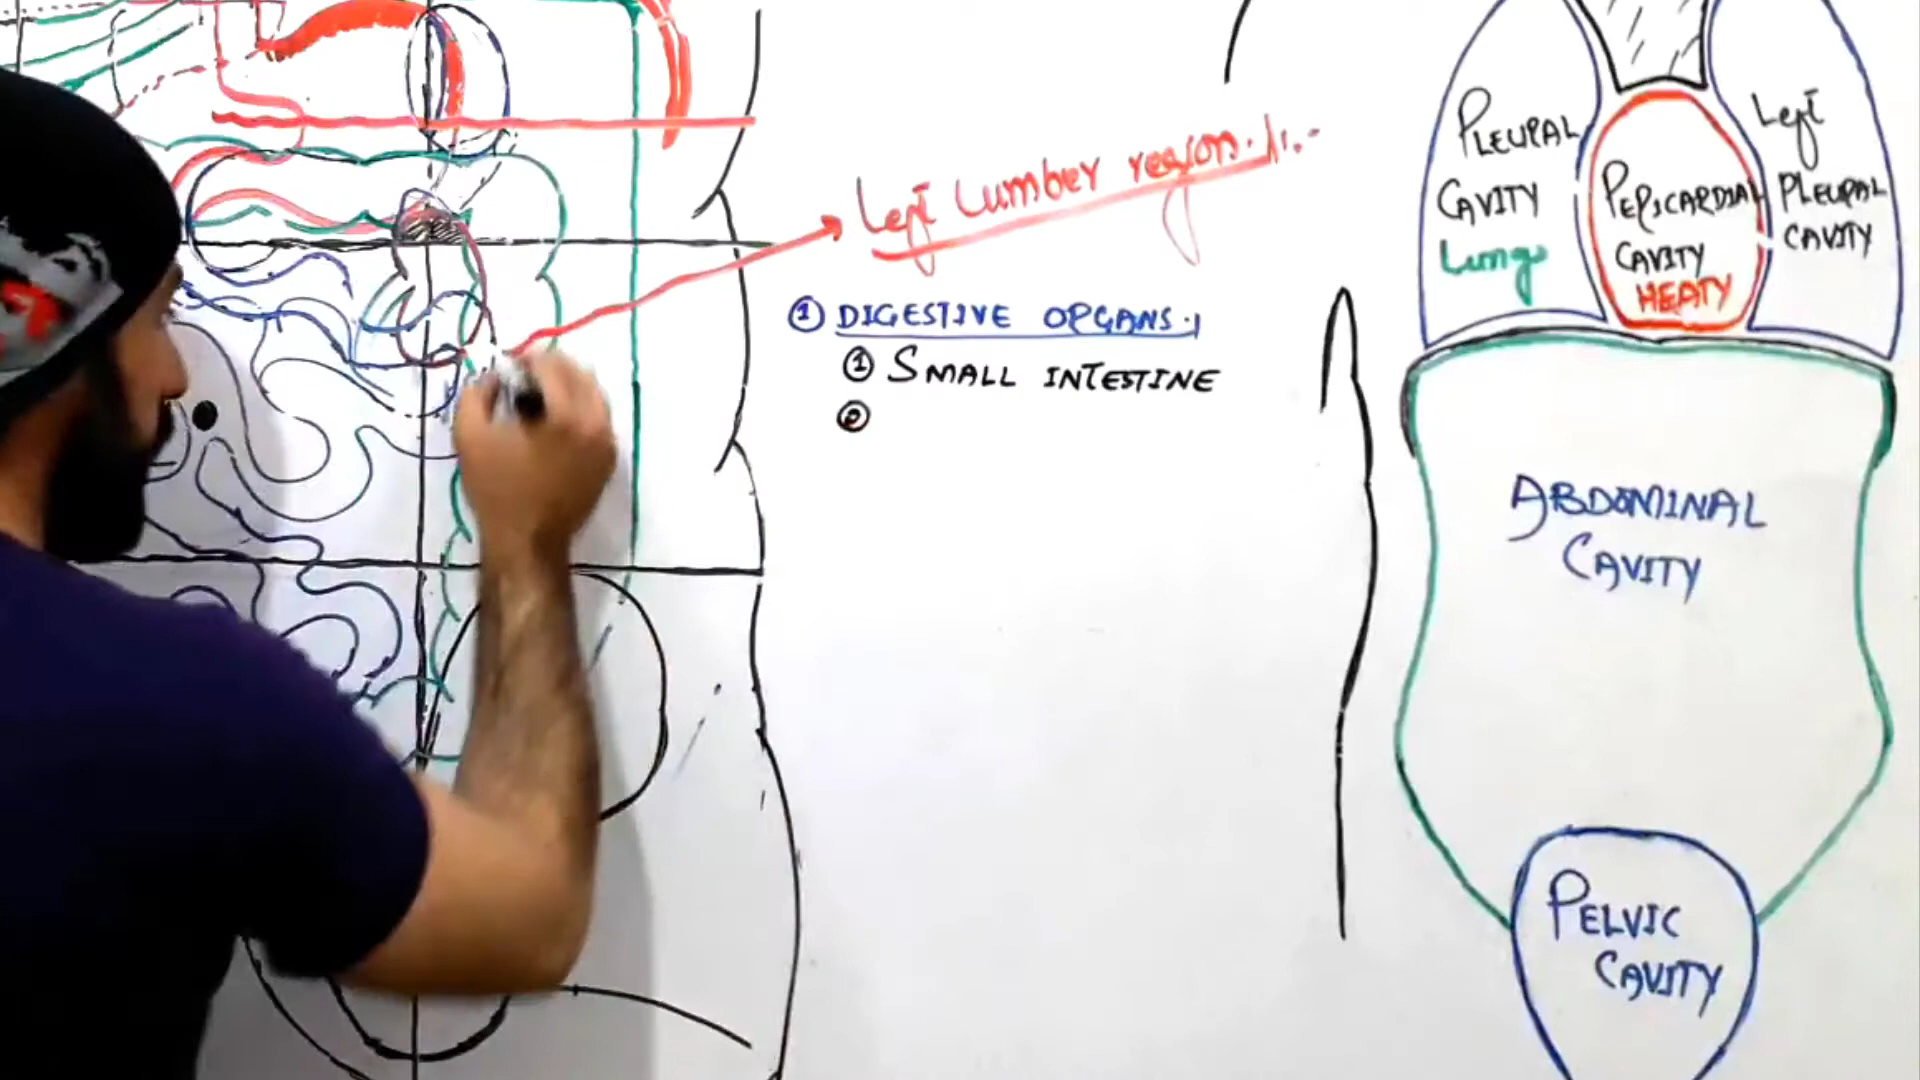 Left Lumber region
① DIGESTIVE ORGANS
① SMALL INTESTINE
②
PLEURAL
CAVITY
Lungs
PERICARDIAL
CAVITY
HEATY
Left
PLEURAL
CAVITY
ABDOMINAL
CAVITY
PELVIC
CAVITY